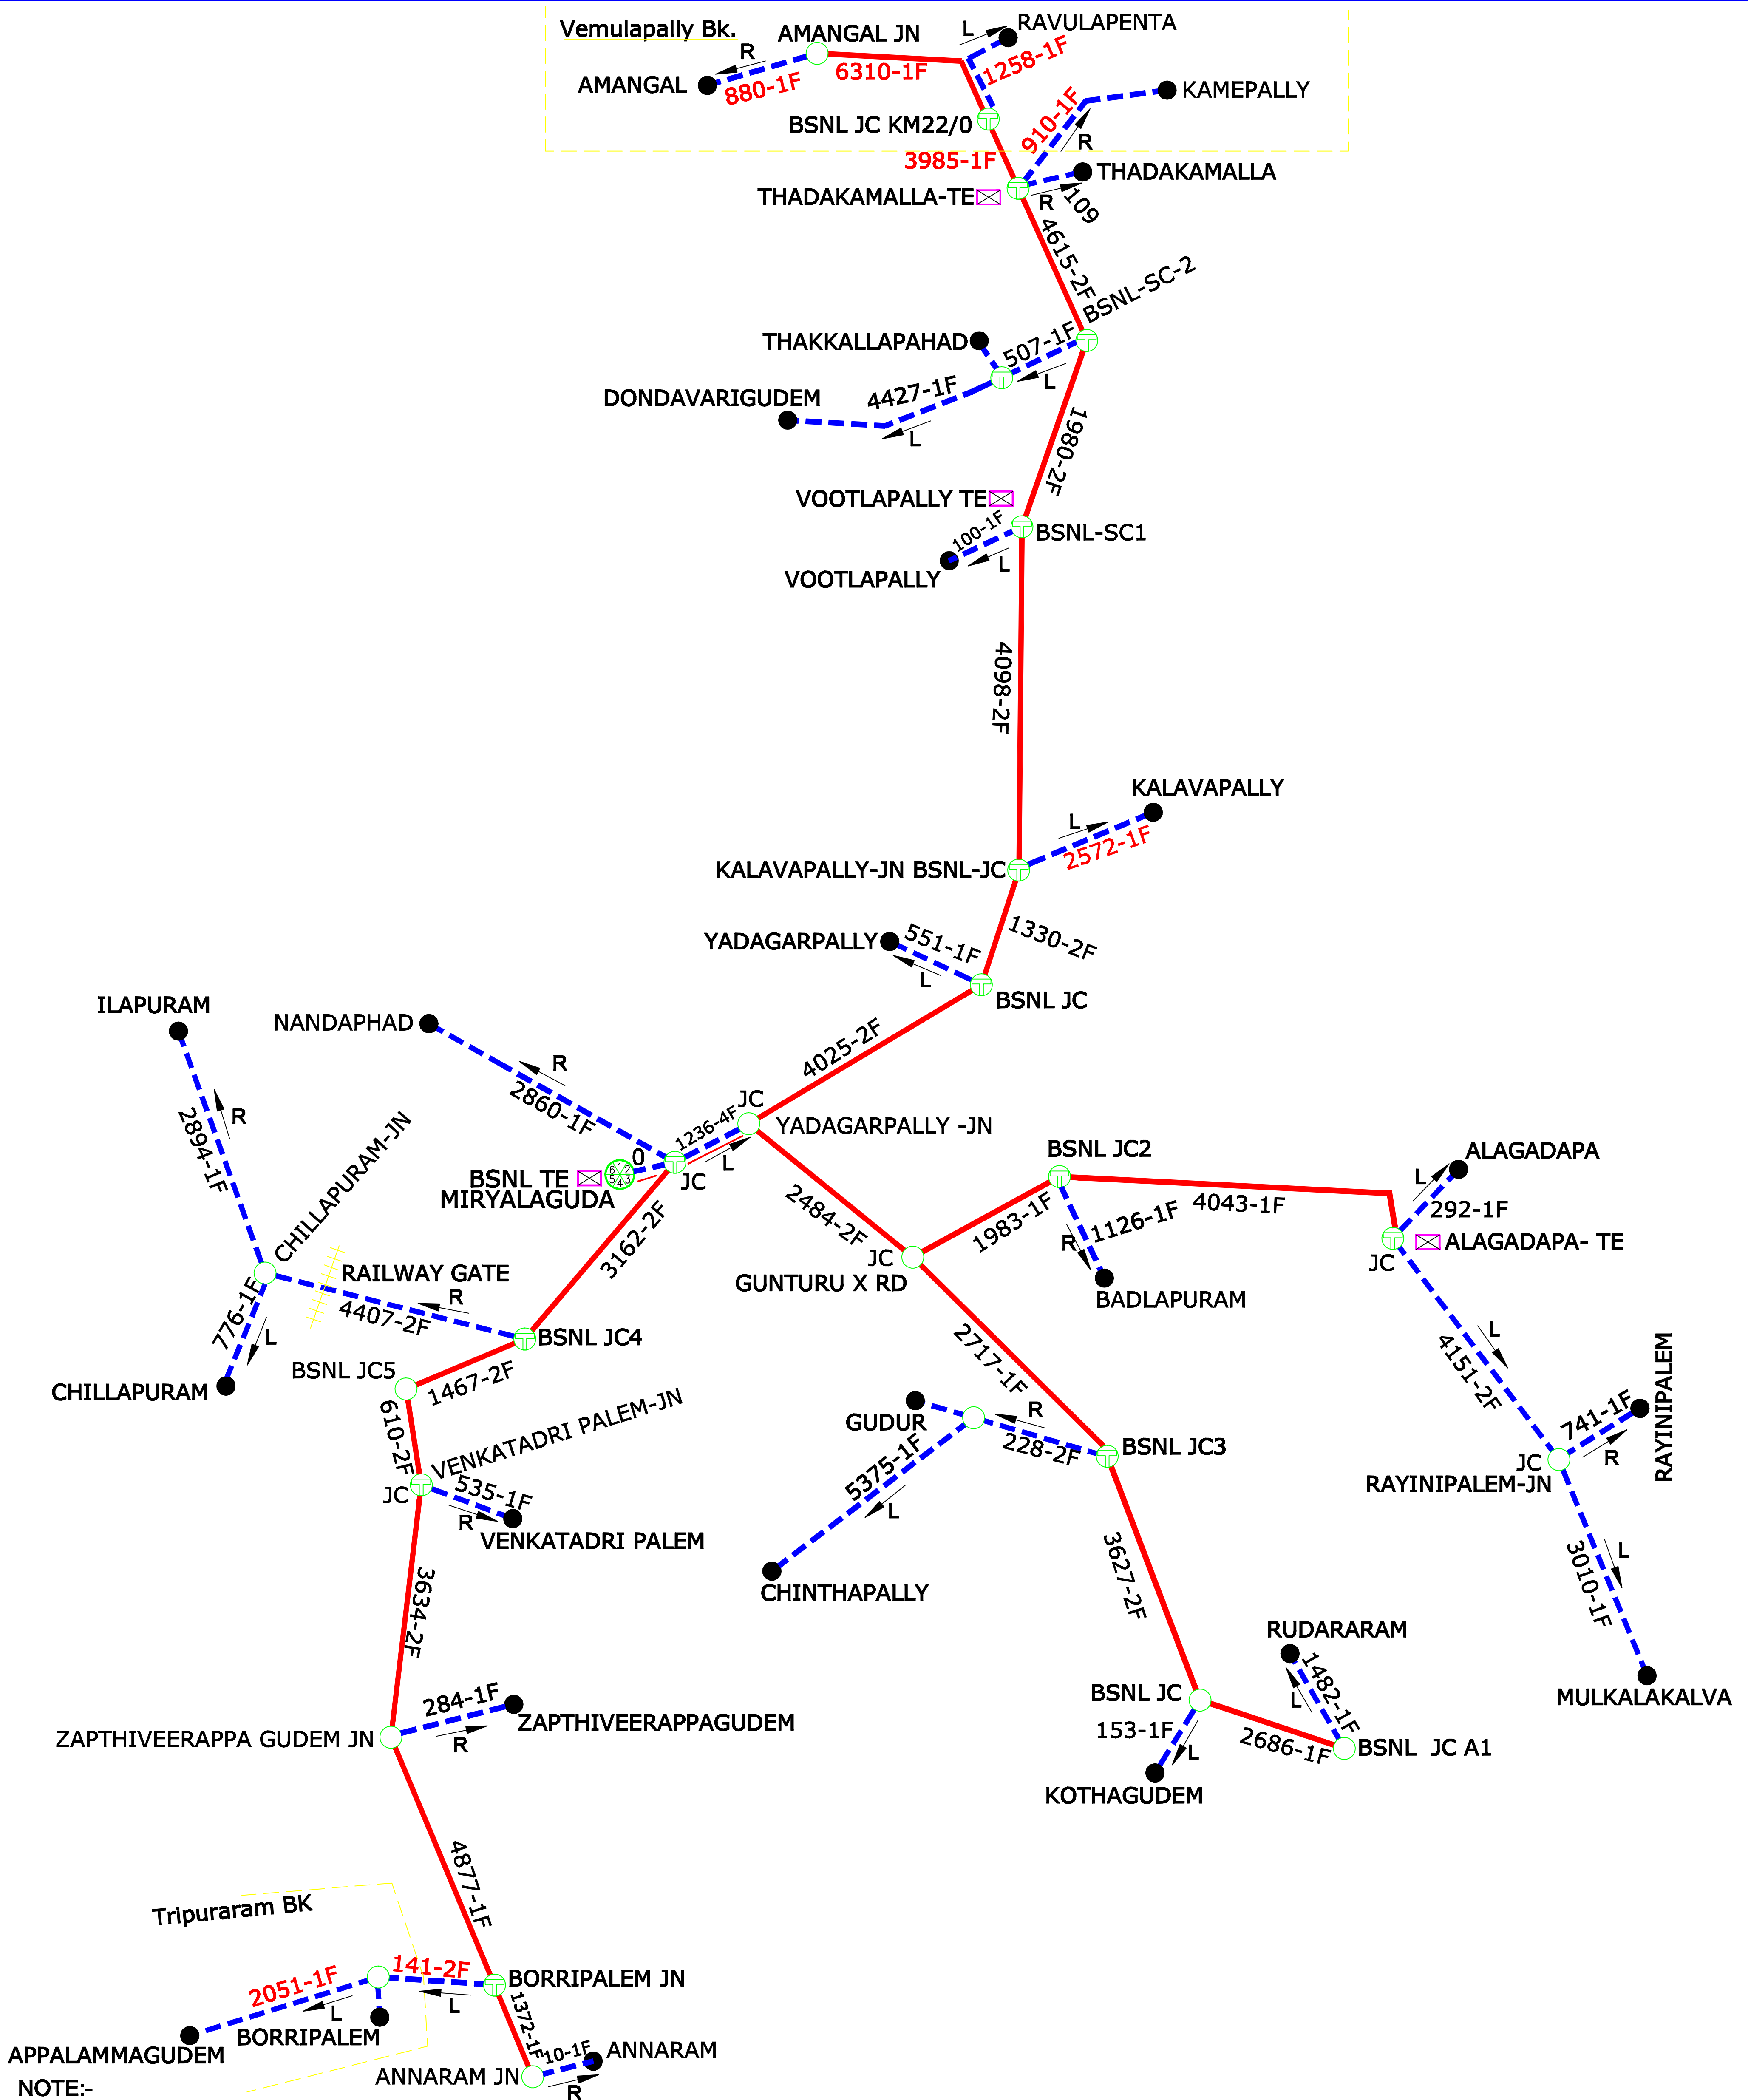 Vemulapally Bk.
AMANGAL JN
L
RAVULAPENTA
R
AMANGAL
880-1F
6310-1F
1258-1F
KAMEPALLY
BSNL JC KM22/0
910-1F
R
3985-1F
THADAKAMALLA
THADAKAMALLA-TE
R
109
4615-2F
BSNL-SC-2
THAKKALLAPAHAD
507-1F
L
DONDAVARIGUDEM
4427-1F
L
1980-2F
VOOTLAPALLY TE
100-1F
BSNL-SC1
L
VOOTLAPALLY
4098-2F
KALAVAPALLY
L
2572-1F
KALAVAPALLY-JN BSNL-JC
1330-2F
YADAGARPALLY
551-1F
L
BSNL JC
ILAPURAM
NANDAPHAD
4025-2F
R
2860-1F
JC
YADAGARPALLY -JN
1236-4F
L
R
2894-1F
CHILLAPURAM-JN
0
BSNL TE
MIRYALAGUDA
6 1 2
5 4 3
JC
BSNL JC2
ALAGADAPA
L
292-1F
2484-2F
1983-1F
1126-1F
R
4043-1F
3162-2F
JC
GUNTURU X RD
JC
ALAGADAPA- TE
RAILWAY GATE
BADLAPURAM
R
4407-2F
776-1F
L
BSNL JC4
2717-1F
L
4151-2F
BSNL JC5
CHILLAPURAM
1467-2F
610-2F
VENKATADRI PALEM-JN
GUDUR
R
228-2F
BSNL JC3
741-1F
R
RAYINIPALEM
JC
RAYINIPALEM-JN
5375-1F
L
JC
535-1F
R
VENKATADRI PALEM
3634-2F
CHINTHAPALLY
3627-2F
L
3010-1F
RUDARARAM
1482-1F
L
MULKALAKALVA
284-1F
ZAPTHIVEERAPPAGUDEM
R
ZAPTHIVEERAPPA GUDEM JN
BSNL JC
153-1F
L
2686-1F
BSNL JC A1
KOTHAGUDEM
4877-1F
Tripuraram BK
141-2F
BORRIPALEM JN
2051-1F
L
L
BORRIPALEM
1372-1F
APPALAMMAGUDEM
10-1F
ANNARAM
ANNARAM JN
R
NOTE:-